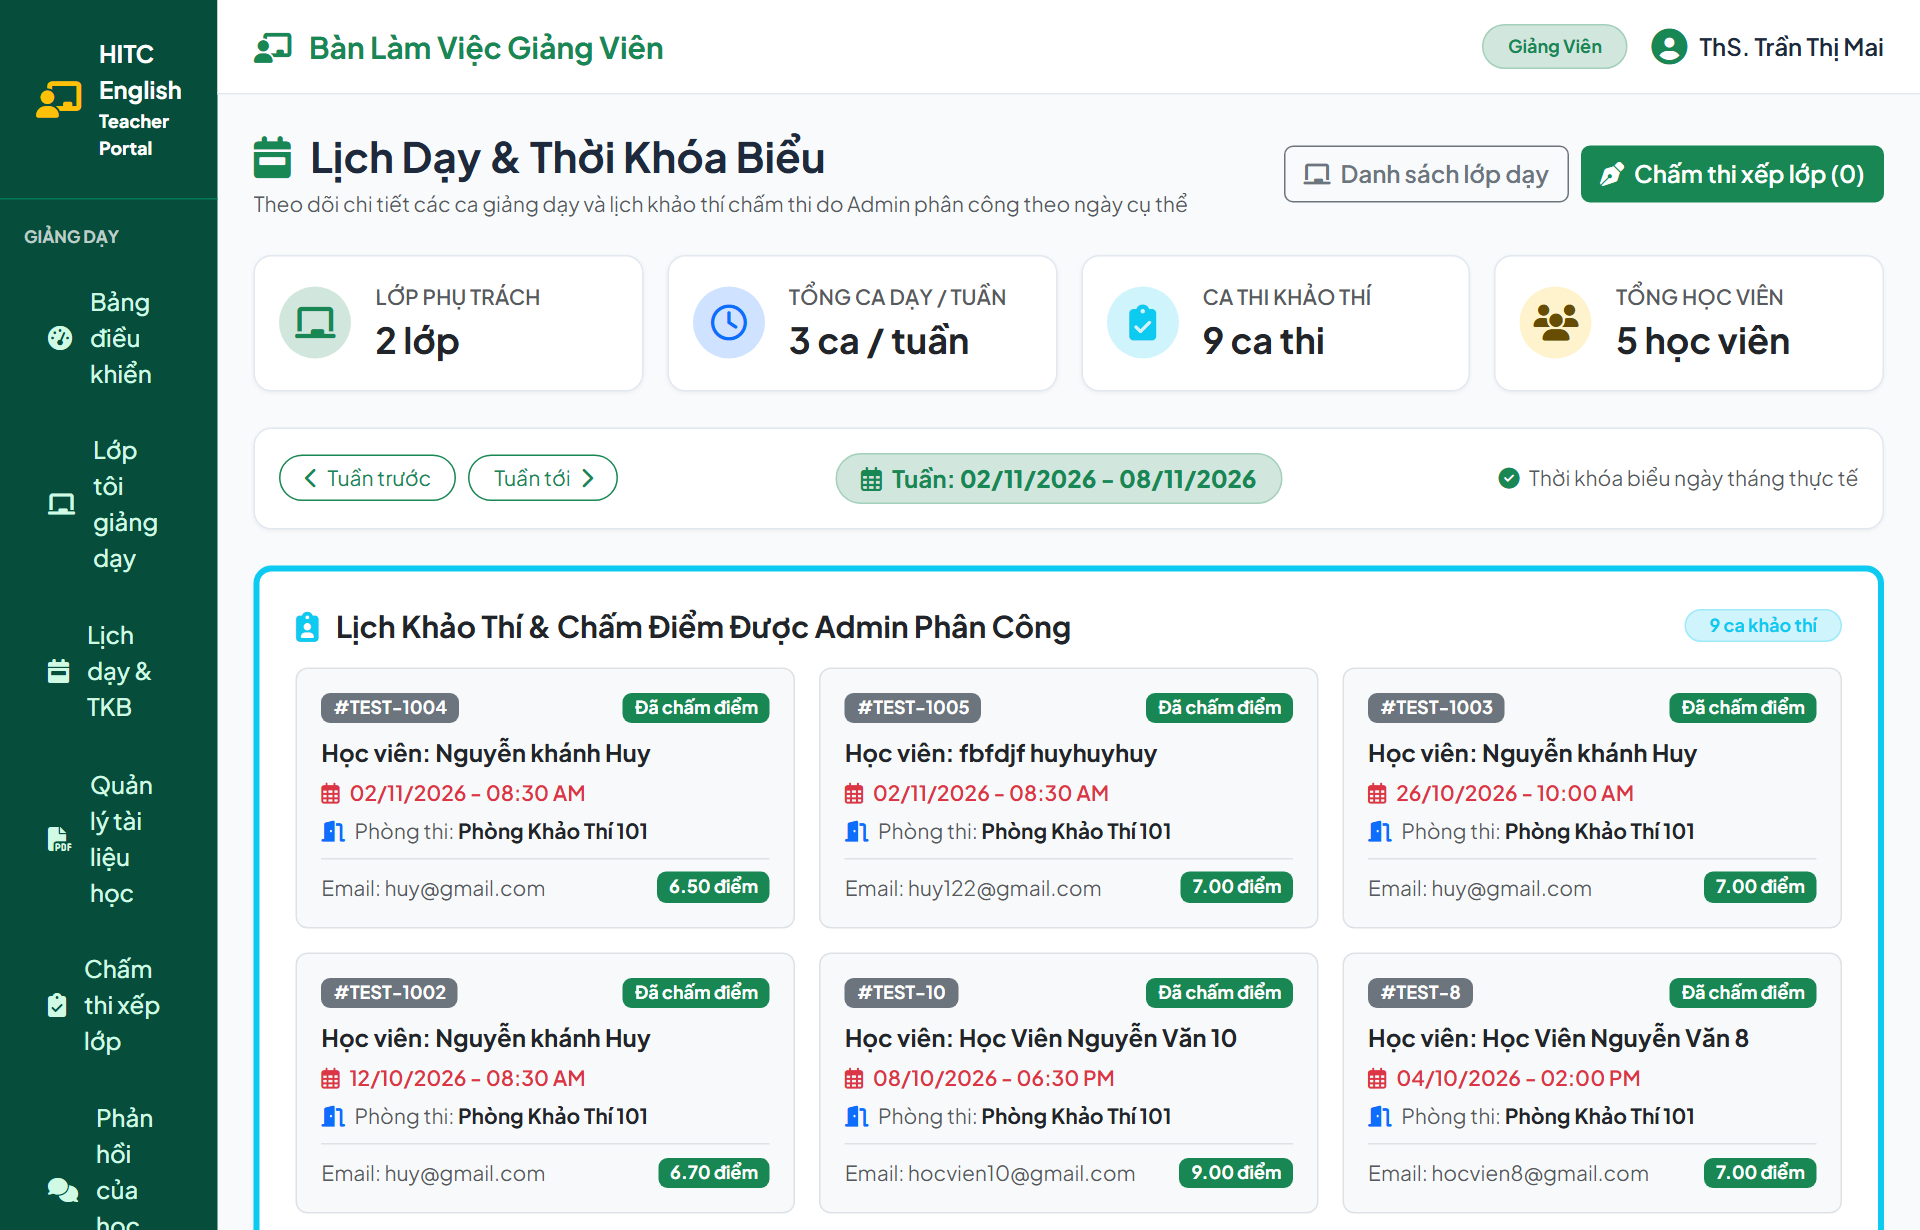 HITC
English
Teacher
Portal
GIẢNG DẠY
Bảng
điều
khiển
Lớp
tôi
giảng
dạy
Lịch
dạy &
TKB
Quản
lý tài
liệu
học
Chấm
thi xếp
lớp
Phản
hồi
của
học
Bàn Làm Việc Giảng Viên
Giảng Viên
ThS. Trần Thị Mai
Lịch Dạy & Thời Khóa Biểu
Theo dõi chi tiết các ca giảng dạy và lịch khảo thí chấm thi do Admin phân công theo ngày cụ thể
Danh sách lớp dạy
Chấm thi xếp lớp (0)
LỚP PHỤ TRÁCH
2 lớp
TỔNG CA DẠY / TUẦN
3 ca / tuần
CA THI KHẢO THÍ
9 ca thi
TỔNG HỌC VIÊN
5 học viên
Tuần trước
Tuần tới
Tuần: 02/11/2026 - 08/11/2026
Thời khóa biểu ngày tháng thực tế
Lịch Khảo Thí & Chấm Điểm Được Admin Phân Công
9 ca khảo thí
#TEST-1004
Đã chấm điểm
Học viên: Nguyễn khánh Huy
02/11/2026 - 08:30 AM
Phòng thi: Phòng Khảo Thí 101
Email: huy@gmail.com
6.50 điểm
#TEST-1005
Đã chấm điểm
Học viên: fbfdjf huyhuyhuy
02/11/2026 - 08:30 AM
Phòng thi: Phòng Khảo Thí 101
Email: huy122@gmail.com
7.00 điểm
#TEST-1003
Đã chấm điểm
Học viên: Nguyễn khánh Huy
26/10/2026 - 10:00 AM
Phòng thi: Phòng Khảo Thí 101
Email: huy@gmail.com
7.00 điểm
#TEST-1002
Đã chấm điểm
Học viên: Nguyễn khánh Huy
12/10/2026 - 08:30 AM
Phòng thi: Phòng Khảo Thí 101
Email: huy@gmail.com
6.70 điểm
#TEST-10
Đã chấm điểm
Học viên: Học Viên Nguyễn Văn 10
08/10/2026 - 06:30 PM
Phòng thi: Phòng Khảo Thí 101
Email: hocvien10@gmail.com
9.00 điểm
#TEST-8
Đã chấm điểm
Học viên: Học Viên Nguyễn Văn 8
04/10/2026 - 02:00 PM
Phòng thi: Phòng Khảo Thí 101
Email: hocvien8@gmail.com
7.00 điểm